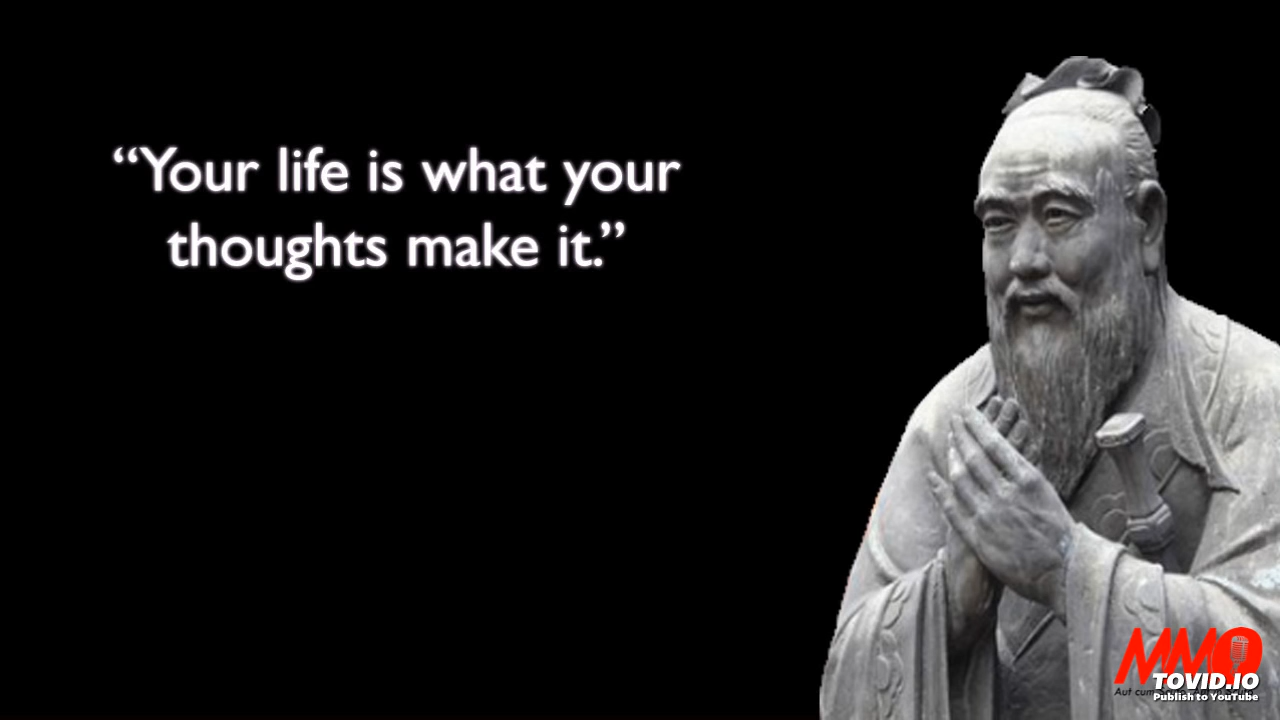 “Your life is what your
thoughts make it.”
MMO
TOVID.IO
Publish to YouTube